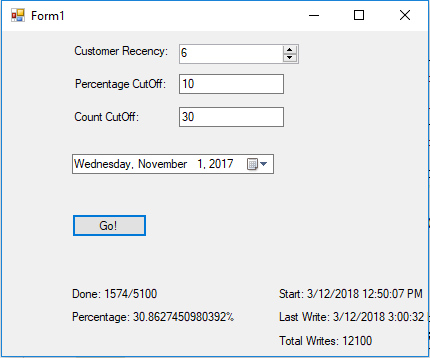 Form1
Customer Recency: 6
Percentage CutOff: 10
Count CutOff: 30
Wednesday, November 1, 2017
Go!
Done: 1574/5100 Start: 3/12/2018 12:50:07 PM
Percentage: 30.8627450980392% Last Write: 3/12/2018 3:00:32
Total Writes: 12100